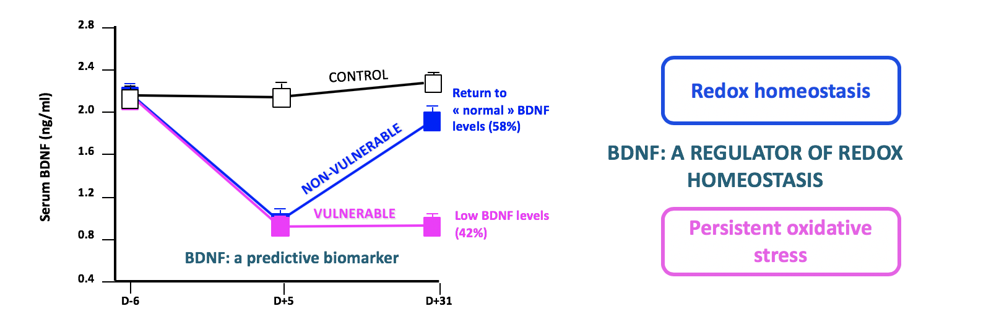 2.8
2.4
2.0
1.6
1.2
0.8
0.4
Serum BDNF (ng/ml)
D-6
D+5
D+31
CONTROL
NON-VULNERABLE
VULNERABLE
Return to
« normal » BDNF
levels (58%)
Low BDNF levels
(42%)
BDNF: a predictive biomarker
Redox homeostasis
BDNF: A REGULATOR OF REDOX
HOMEOSTASIS
Persistent oxidative
stress